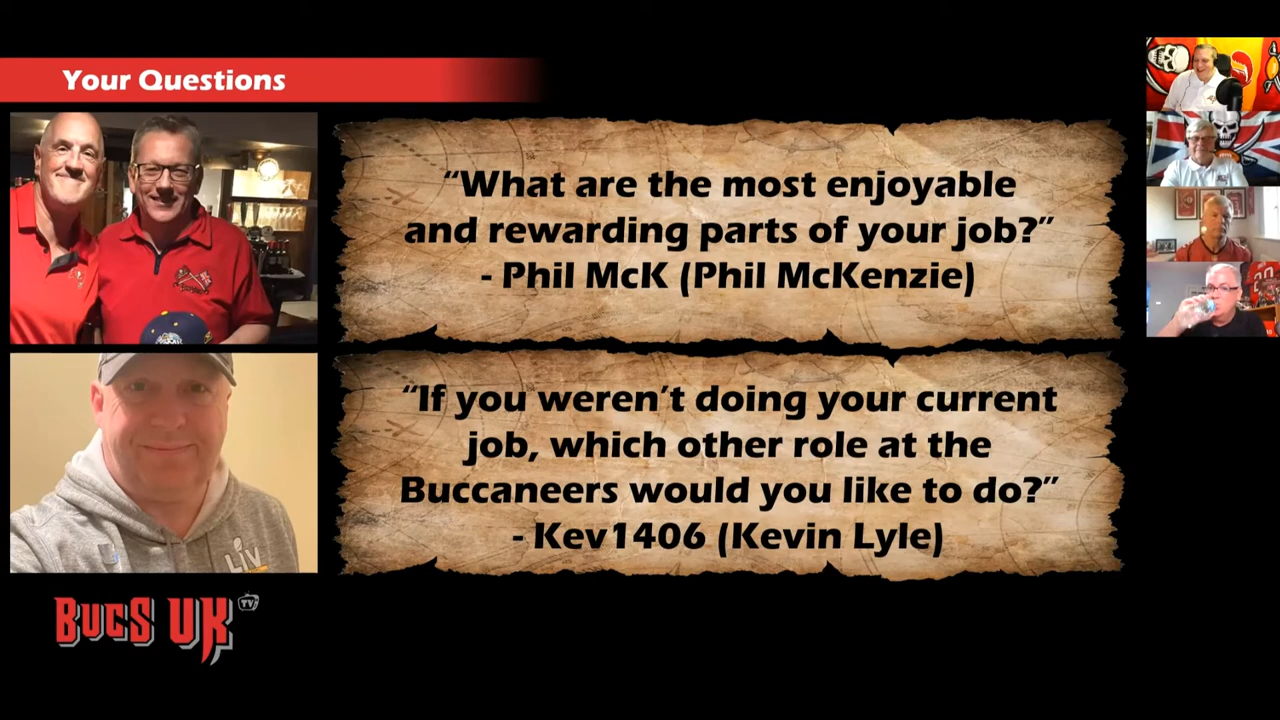 Your Questions
“What are the most enjoyable
and rewarding parts of your job?”
- Phil McK (Phil McKenzie)
“If you weren’t doing your current
job, which other role at the
Buccaneers would you like to do?”
- Kev1406 (Kevin Lyle)
LIV
BUCS UK TV